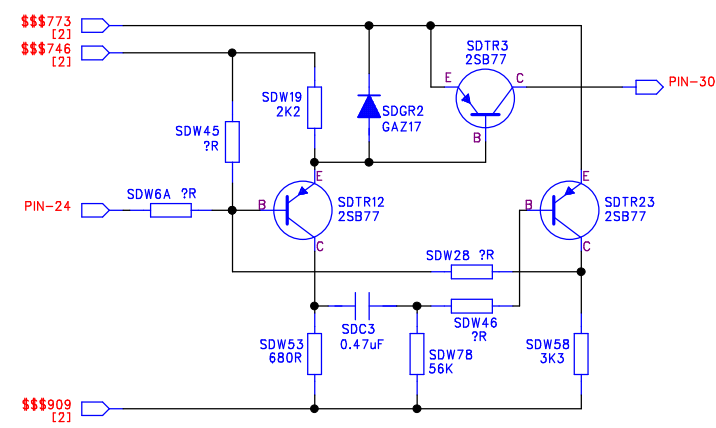 $$$773
[2]
$$$746
[2]
SDTR3
2SB77
E
C
B
PIN-30
SDW19
2K2
SDGR2
GAZ17
SDW45
?R
SDW6A ?R
PIN-24
B
E
C
SDTR12
2SB77
B
E
C
SDTR23
2SB77
SDW28 ?R
SDC3
0.47uF
SDW46
?R
SDW53
680R
SDW78
56K
SDW58
3K3
$$$909
[2]